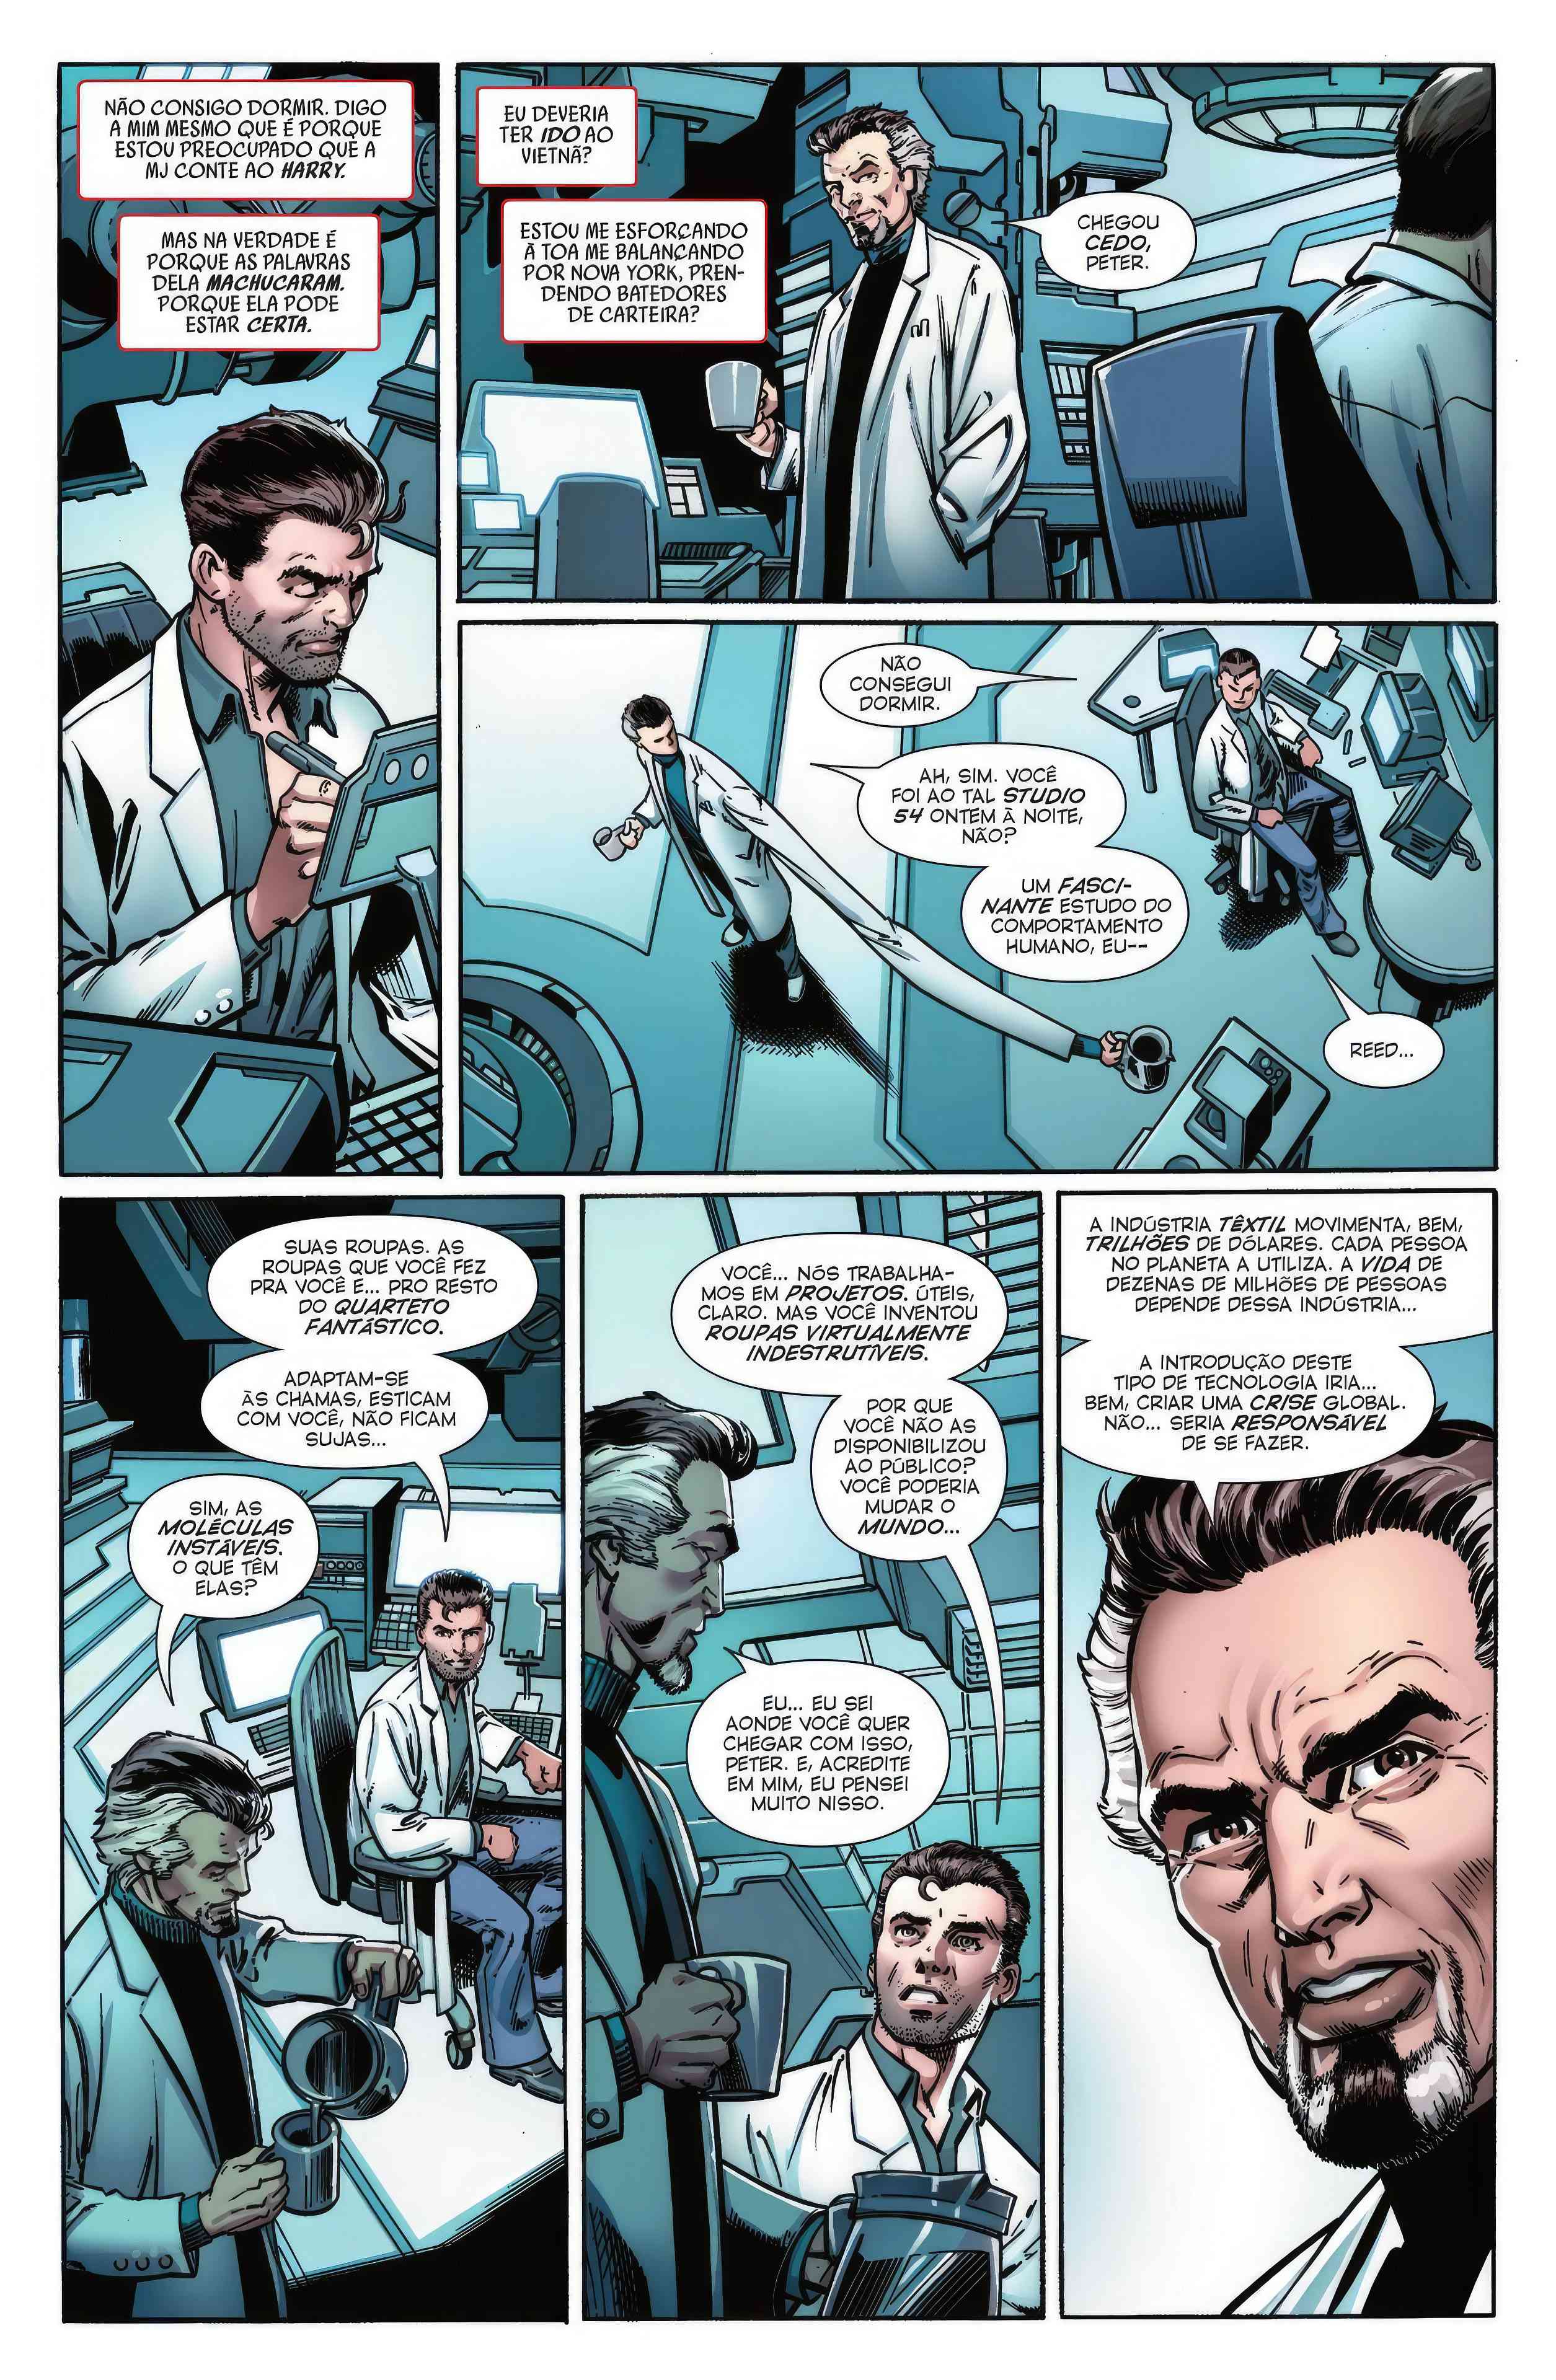 NÃO CONSIGO DORMIR. DIGO
A MIM MESMO QUE É PORQUE
ESTOU PREOCUPADO QUE A
MJ CONTE AO HARRY.
MAS NA VERDADE É
PORQUE AS PALAVRAS
DELA MACHUCARAM.
PORQUE ELA PODE
ESTAR CERTA.
EU DEVERIA
TER IDO AO
VIETNÃ?
ESTOU ME ESFORÇANDO
À TOA ME BALANÇANDO
POR NOVA YORK, PREN-
DENDO BATEDORES
DE CARTEIRA?
CHEGOU
CEDO,
PETER.
NÃO
CONSEGUI
DORMIR.
AH, SIM. VOCÊ
FOI AO TAL STUDIO
54 ONTEM À NOITE,
NÃO?
UM FASCI-
NANTE ESTUDO DO
COMPORTAMENTO
HUMANO, EU--
REED...
SUAS ROUPAS. AS
ROUPAS QUE VOCÊ FEZ
PRA VOCÊ E... PRO RESTO
DO QUARTETO
FANTÁSTICO.
ADAPTAM-SE
ÀS CHAMAS, ESTICAM
COM VOCÊ, NÃO FICAM
SUJAS...
SIM, AS
MOLÉCULAS
INSTÁVEIS.
O QUE TÊM
ELAS?
VOCÊ... NÓS TRABALHA-
MOS EM PROJETOS. ÚTEIS,
CLARO. MAS VOCÊ INVENTOU
ROUPAS VIRTUALMENTE
INDESTRUTÍVEIS.
POR QUE
VOCÊ NÃO AS
DISPONIBILIZOU
AO PÚBLICO?
VOCÊ PODERIA
MUDAR O
MUNDO...
EU... EU SEI
AONDE VOCÊ QUER
CHEGAR COM ISSO,
PETER. E, ACREDITE
EM MIM, EU PENSEI
MUITO NISSO.
A INDÚSTRIA TÊXTIL MOVIMENTA, BEM,
TRILHÕES DE DÓLARES. CADA PESSOA
NO PLANETA A UTILIZA. A VIDA DE
DEZENAS DE MILHÕES DE PESSOAS
DEPENDE DESSA INDÚSTRIA...
A INTRODUÇÃO DESTE
TIPO DE TECNOLOGIA IRIA...
BEM, CRIAR UMA CRISE GLOBAL.
NÃO... SERIA RESPONSÁVEL
DE SE FAZER.